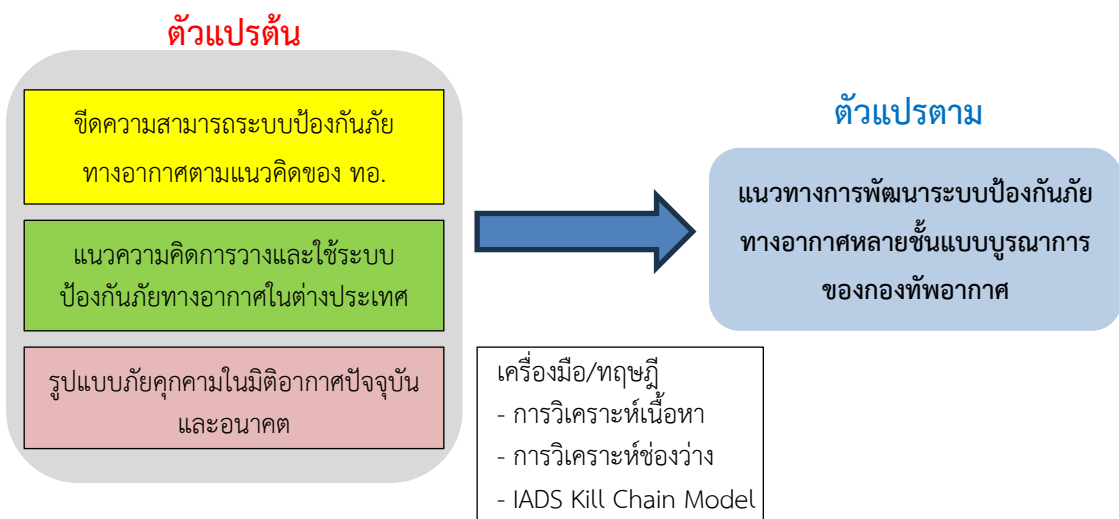 ตัวแปรต้น
ขีดความสามารถระบบป้องกันภัย
ทางอากาศตามแนวคิดของ ทอ.
แนวความคิดการวางและใช้ระบบ
ป้องกันภัยทางอากาศในต่างประเทศ
รูปแบบภัยคุกคามในมิติอากาศปัจจุบัน
และอนาคต
เครื่องมือ/ทฤษฎี
- การวิเคราะห์เนื้อหา
- การวิเคราะห์ช่องว่าง
- IADS Kill Chain Model
ตัวแปรตาม
แนวทางการพัฒนาระบบป้องกันภัย
ทางอากาศหลายชั้นแบบบูรณาการ
ของกองทัพอากาศ